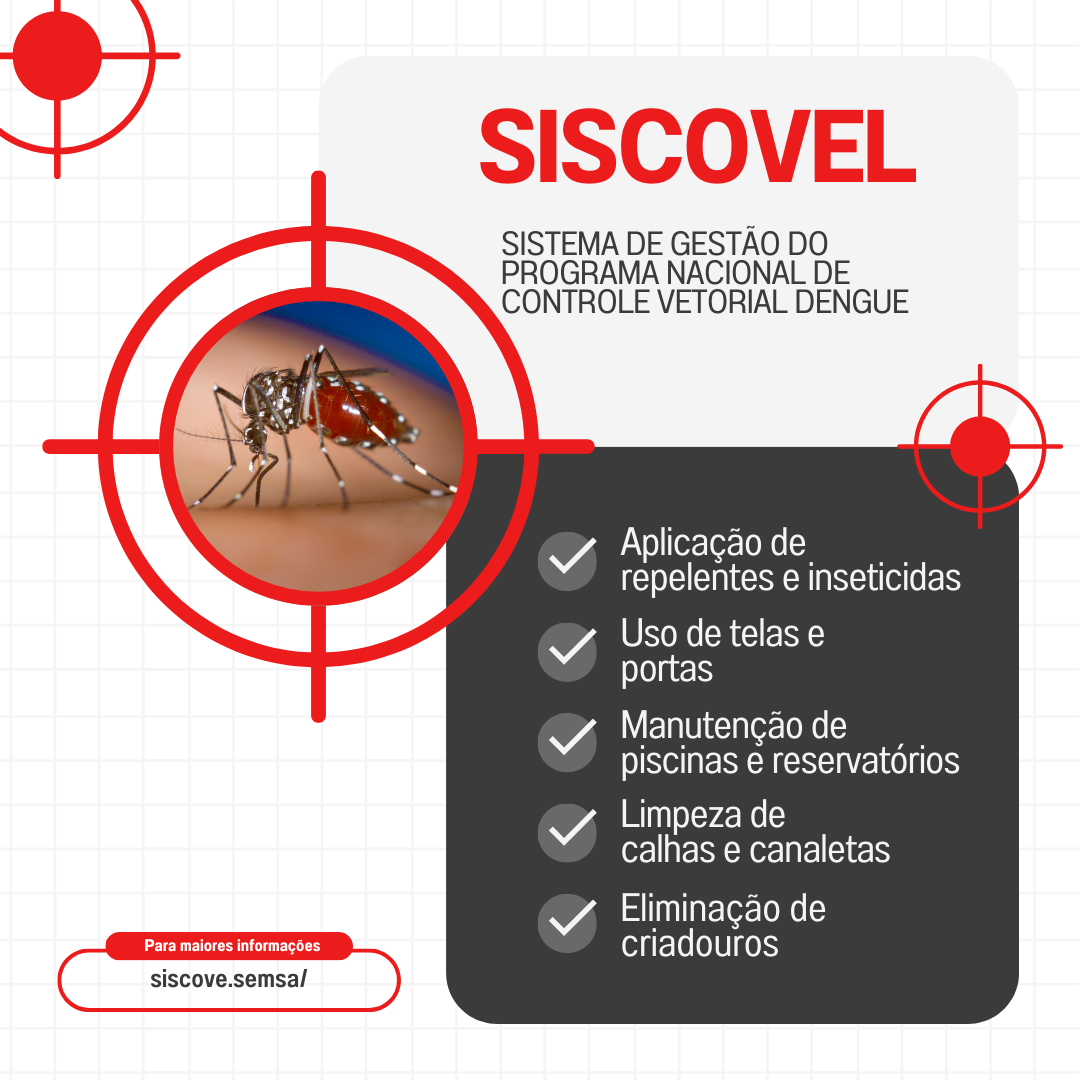 SISCOVEL
SISTEMA DE GESTÃO DO
PROGRAMA NACIONAL DE
CONTROLE VETORIAL DENGUE
Aplicação de
repelentes e inseticidas
Uso de telas e
portas
Manutenção de
piscinas e reservatórios
Limpeza de
calhas e canaletas
Eliminação de
criadouros
Para maiores informações
siscove.semsa/